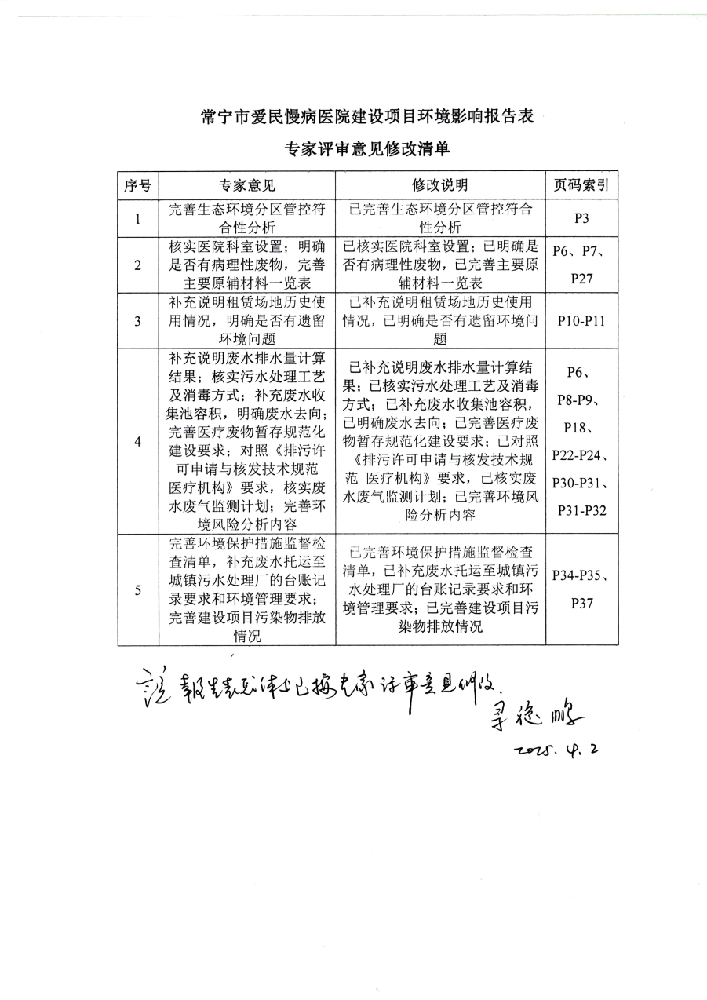 常宁市爱民慢病医院建设项目环境影响报告表
专家评审意见修改清单
序号 专家意见 修改说明 页码索引
1
完善生态环境分区管控符
合性分析
已完善生态环境分区管控符合
性分析
P3
2
核实医院科室设置；明确
是否有病理性废物，完善
主要原辅材料一览表
已核实医院科室设置；已明确是
否有病理性废物，已完善主要原
辅材料一览表
P6、P7、
P27
3
补充说明租赁场地历史使
用情况，明确是否有遗留
环境问题
已补充说明租赁场地历史使用
情况，已明确是否有遗留环境问
题
P10-P11
4
补充说明废水排水量计算
结果；核实污水处理工艺
及消毒方式；补充废水收
集池容积，明确废水去向；
完善医疗废物暂存规范化
建设要求；对照《排污许
可申请与核发技术规范
医疗机构》要求，核实废
水废气监测计划；完善环
境风险分析内容
已补充说明废水排水量计算结
果；已核实污水处理工艺及消毒
方式；已补充废水收集池容积，
已明确废水去向；已完善医疗废
物暂存规范化建设要求；已对照
《排污许可申请与核发技术规
范 医疗机构》要求，已核实废
水废气监测计划；已完善环境风
险分析内容
P6、
P8-P9、
P18、
P22-P24、
P30-P31、
P31-P32
5
完善环境保护措施监督检
查清单，补充废水托运至
城镇污水处理厂的台账记
录要求和环境管理要求；
完善建设项目污染物排放
情况
已完善环境保护措施监督检查
清单，已补充废水托运至城镇污
水处理厂的台账记录要求和环
境管理要求；已完善建设项目污
染物排放情况
P34-P35、
P37
该报告表总体上已按专家评审意见修改.
德鹏
2025.4.2